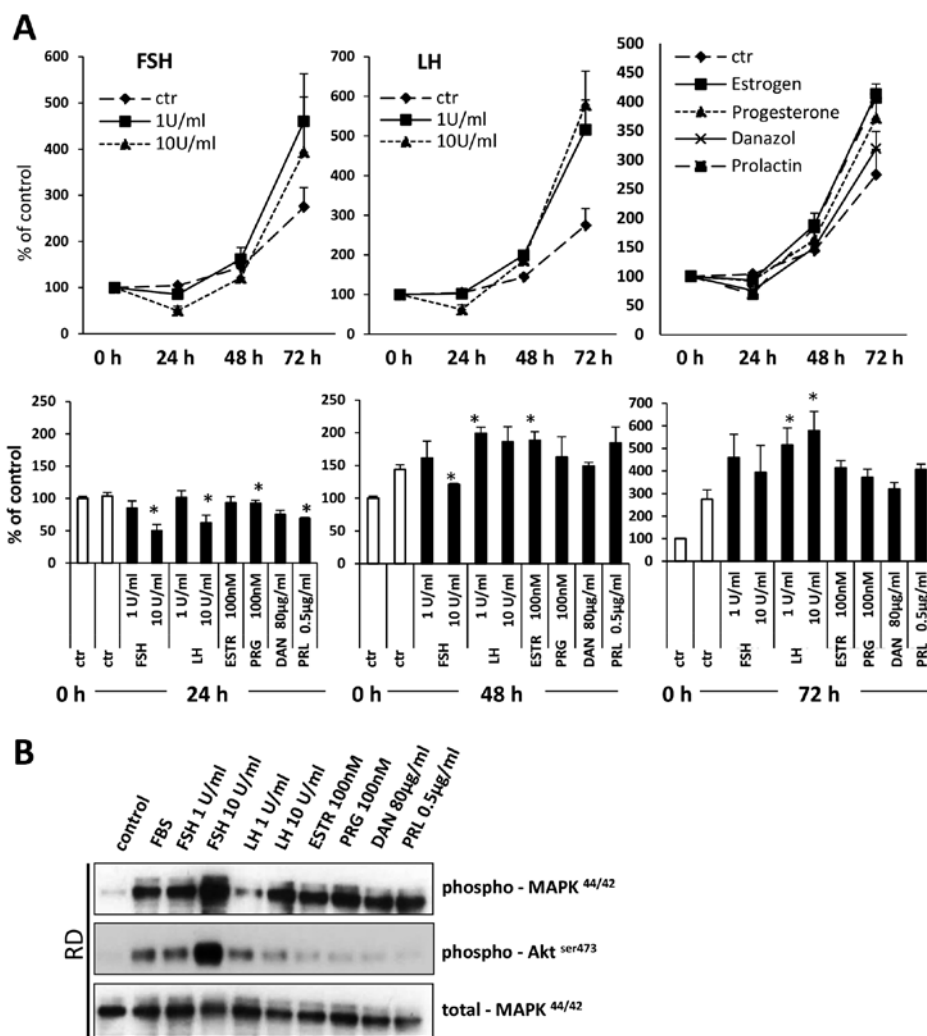 A
FSH
ctr
1U/ml
10U/ml
% of control
600
500
400
300
200
100
0
0 h 24 h 48 h 72 h
LH
ctr
1U/ml
10U/ml
700
600
500
400
300
200
100
0
0 h 24 h 48 h 72 h
ctr
Estrogen
Progesterone
Danazol
Prolactin
500
450
400
350
300
250
200
150
100
50
0
0 h 24 h 48 h 72 h
% of control
250
200
150
100
50
0
* * * *
ctr ctr 1 U/ml 10 U/ml 1 U/ml 10 U/ml 100nM 100nM 80µg/ml 0.5µg/ml
FSH LH ESTR PRG DAN PRL
0 h 24 h
250
200
150
100
50
0
* * *
ctr ctr 1 U/ml 10 U/ml 1 U/ml 10 U/ml 100nM 100nM 80µg/ml 0.5µg/ml
FSH LH ESTR PRG DAN PRL
0 h 48 h
700
600
500
400
300
200
100
0
* *
ctr ctr 1 U/ml 10 U/ml 1 U/ml 10 U/ml 100nM 100nM 80µg/ml 0.5µg/ml
FSH LH ESTR PRG DAN PRL
0 h 72 h
B
control
FBS
FSH 1 U/ml
FSH 10 U/ml
LH 1 U/ml
LH 10 U/ml
ESTR 100nM
PRG 100nM
DAN 80µg/ml
PRL 0.5µg/ml
RD
phospho - MAPK 44/42
phospho - Akt ser473
total - MAPK 44/42